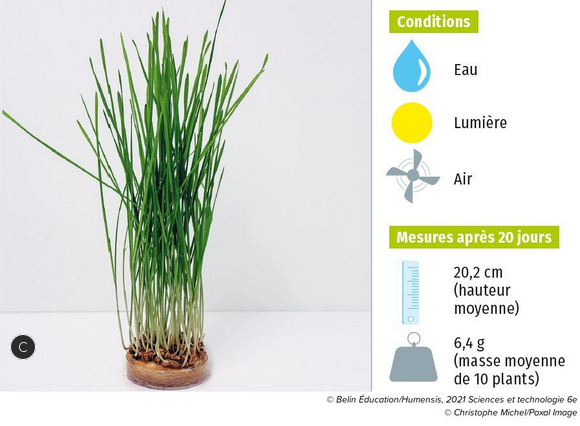 Conditions
Eau
Lumière
Air
Mesures après 20 jours
20,2 cm
(hauteur
moyenne)
6,4 g
(masse moyenne
de 10 plants)
C
© Belin Éducation/Humensis, 2021 Sciences et technologie 6e
© Christophe Michel/Paxal Image